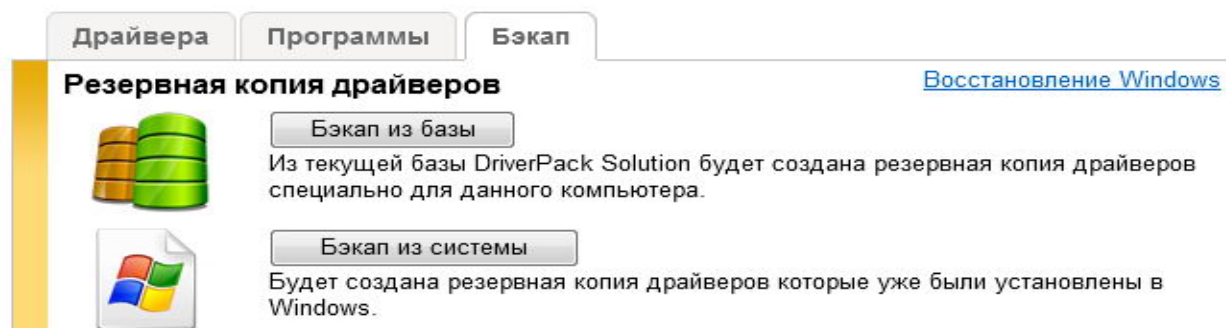 Драйвера Программы Бэкап
Резервная копия драйверов Восстановление Windows
Бэкап из базы
Из текущей базы DriverPack Solution будет создана резервная копия драйверов
специально для данного компьютера.
Бэкап из системы
Будет создана резервная копия драйверов которые уже были установлены в
Windows.